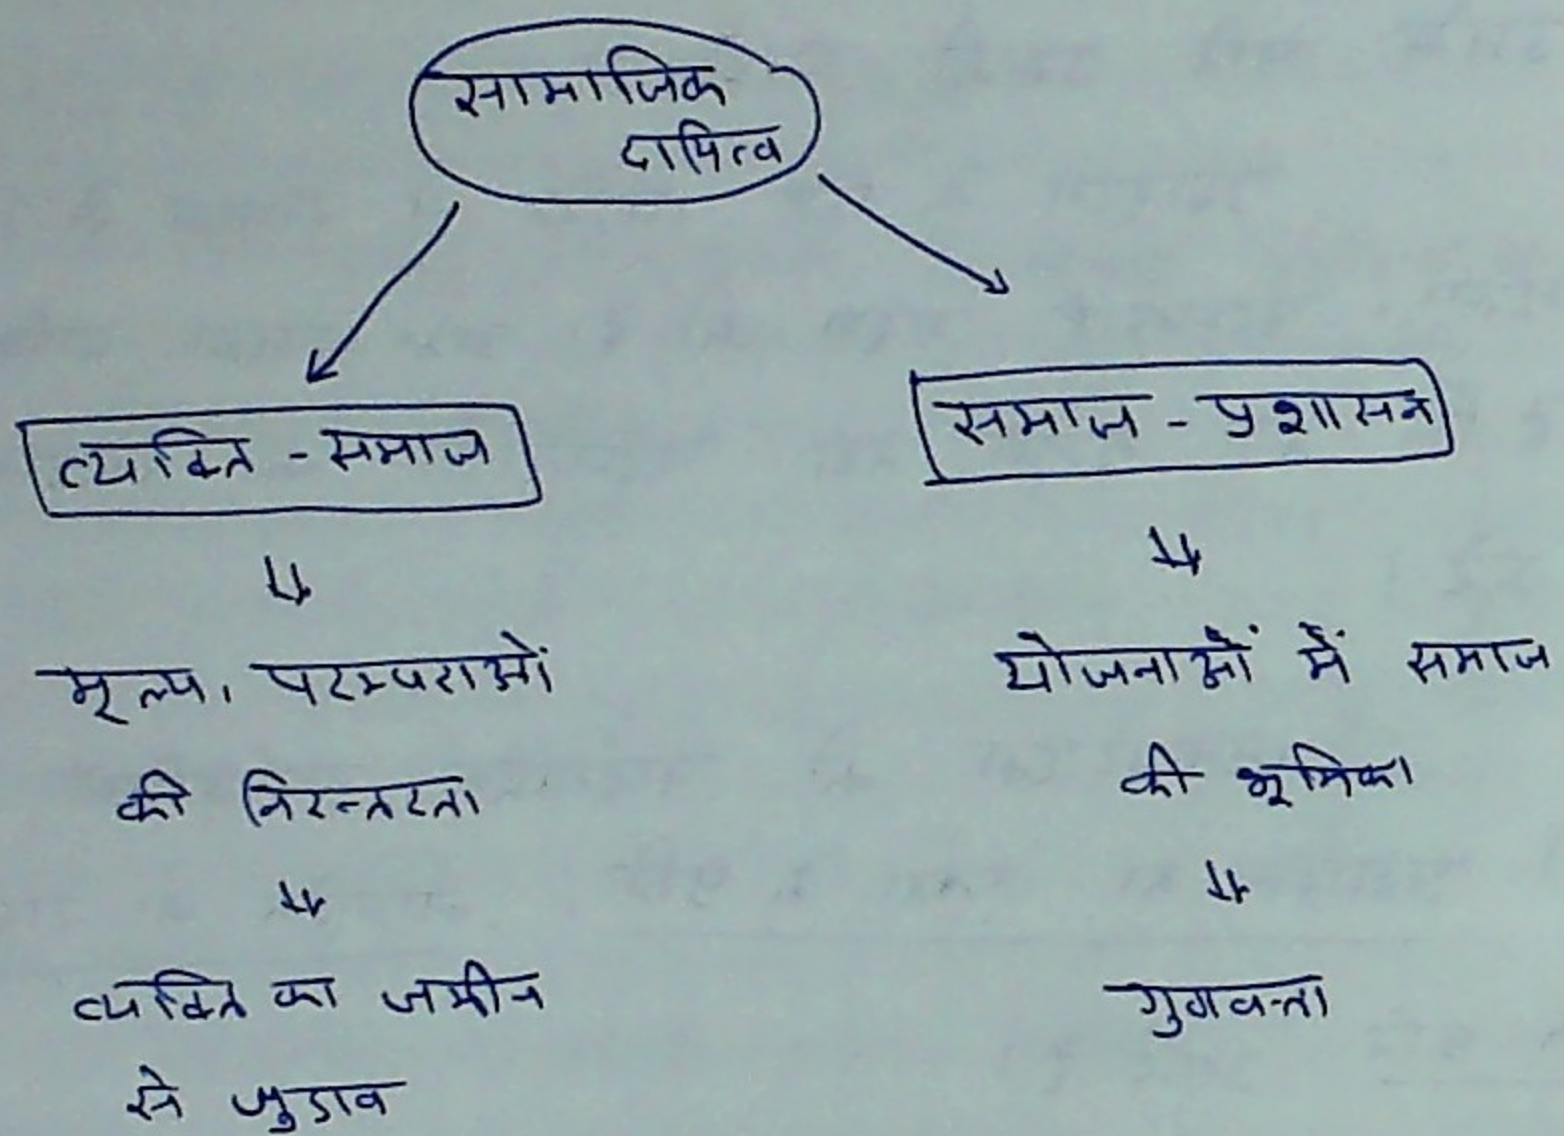 सामाजिक
दायित्व
व्यक्ति - समाज
मूल्य, परम्पराओं
की निरन्तरता
व्यक्ति का जमीन
से जुडाव
समाज - प्रशासन
योजनाओं में समाज
की भूमिका
गुणवत्ता